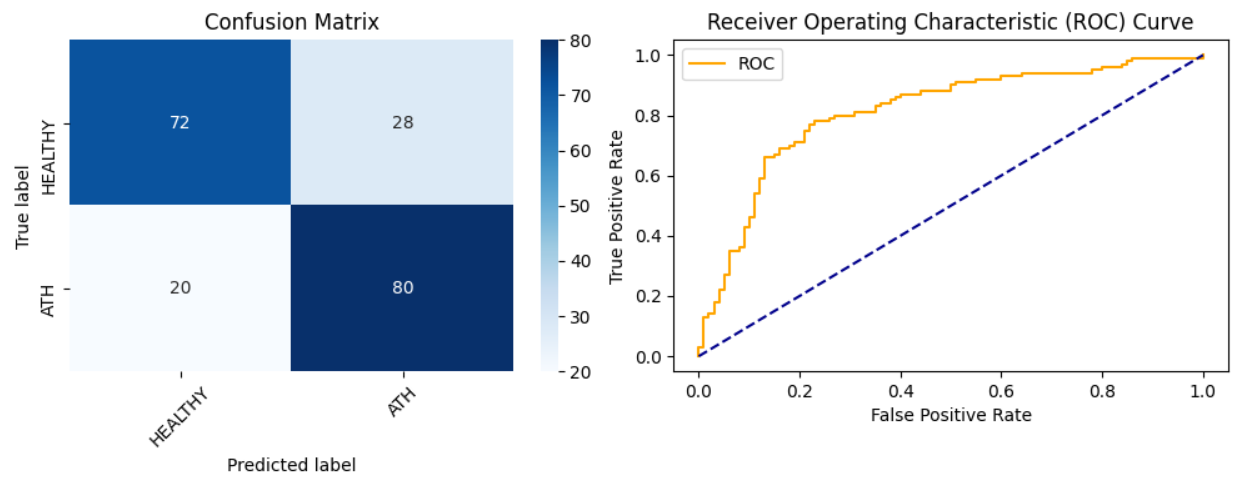 Confusion Matrix
True label
HEALTHY
ATH
72
28
20
80
HEALTHY
ATH
Predicted label
80
70
60
50
40
30
20
Receiver Operating Characteristic (ROC) Curve
ROC
True Positive Rate
1.0
0.8
0.6
0.4
0.2
0.0
0.0
0.2
0.4
0.6
0.8
1.0
False Positive Rate